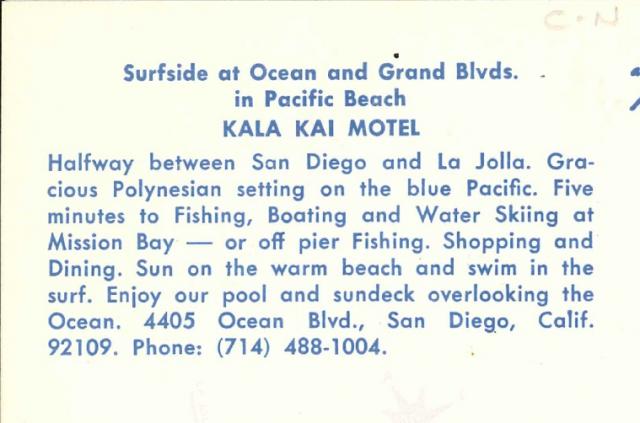 C-N
Surfside at Ocean and Grand Blvds.
in Pacific Beach
KALA KAI MOTEL
Halfway between San Diego and La Jolla. Gra-
cious Polynesian setting on the blue Pacific. Five
minutes to Fishing, Boating and Water Skiing at
Mission Bay — or off pier Fishing. Shopping and
Dining. Sun on the warm beach and swim in the
surf. Enjoy our pool and sundeck overlooking the
Ocean. 4405 Ocean Blvd., San Diego, Calif.
92109. Phone: (714) 488-1004.